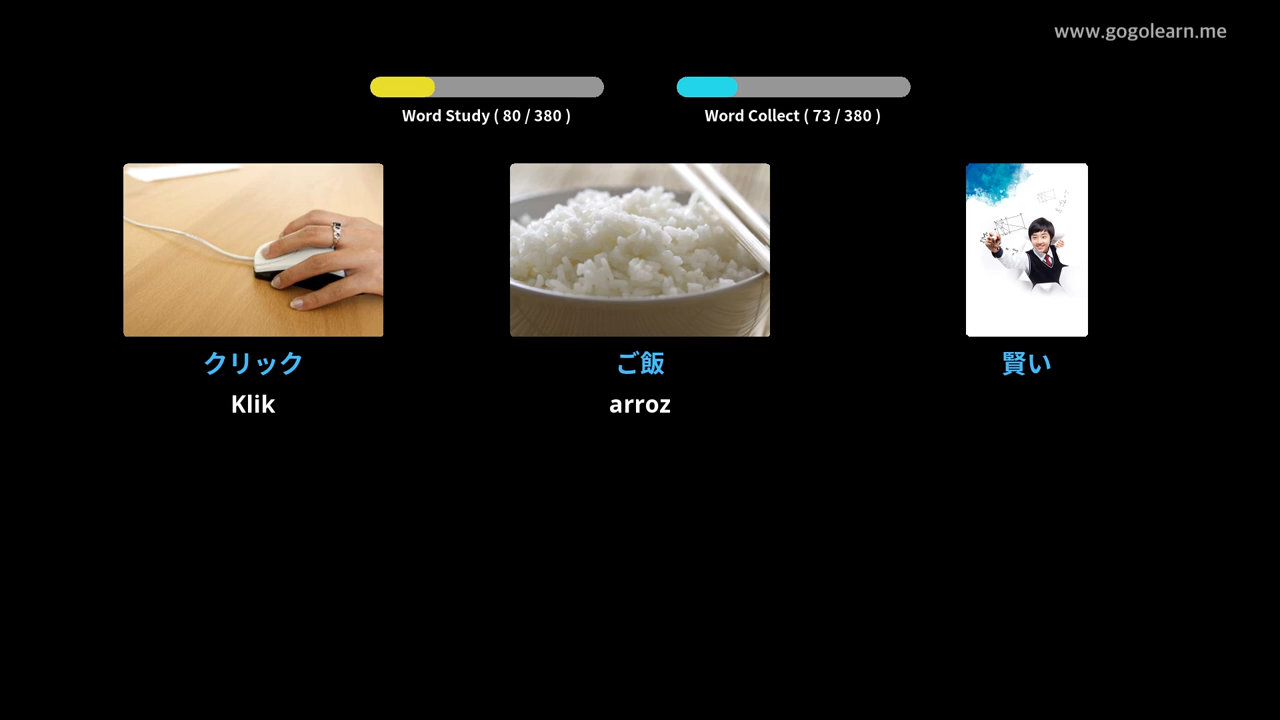 www.gogolearn.me
Word Study ( 80 / 380 )
Word Collect ( 73 / 380 )
クリック
Klik
ご飯
arroz
賢い